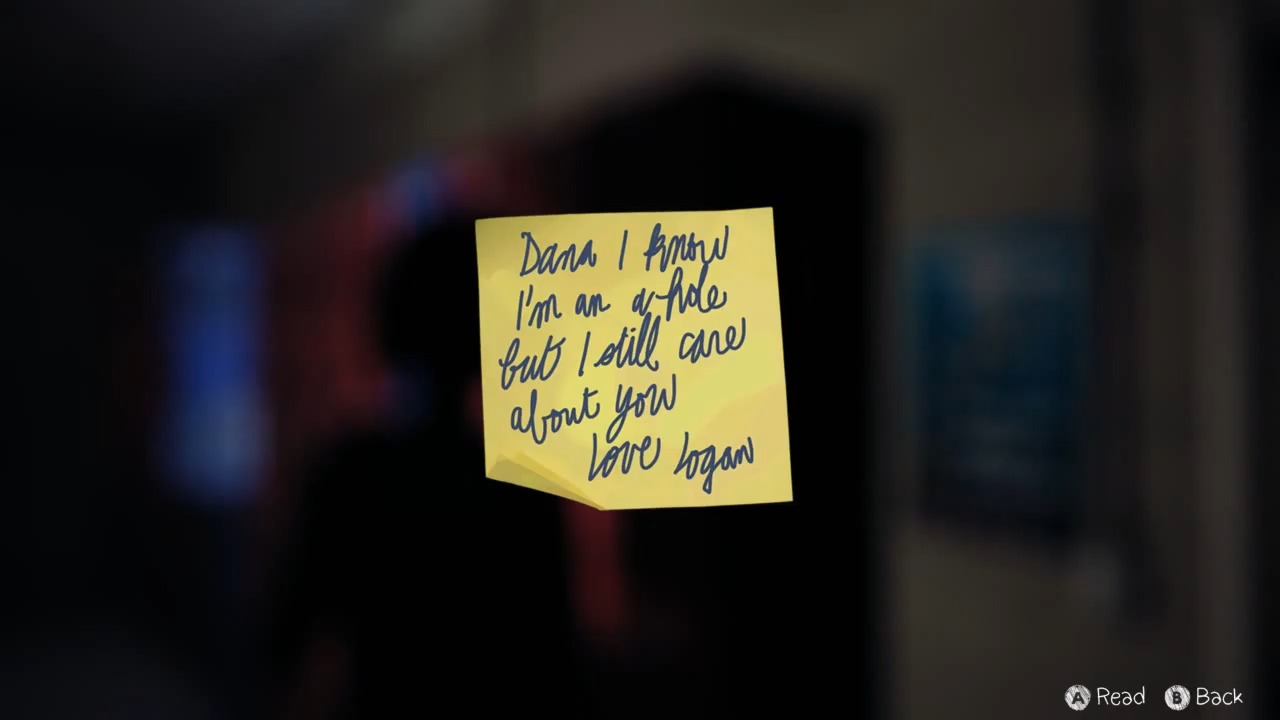 Dana I know
I'm an a-hole
but I still care
about you
Love Logan
A Read B Back